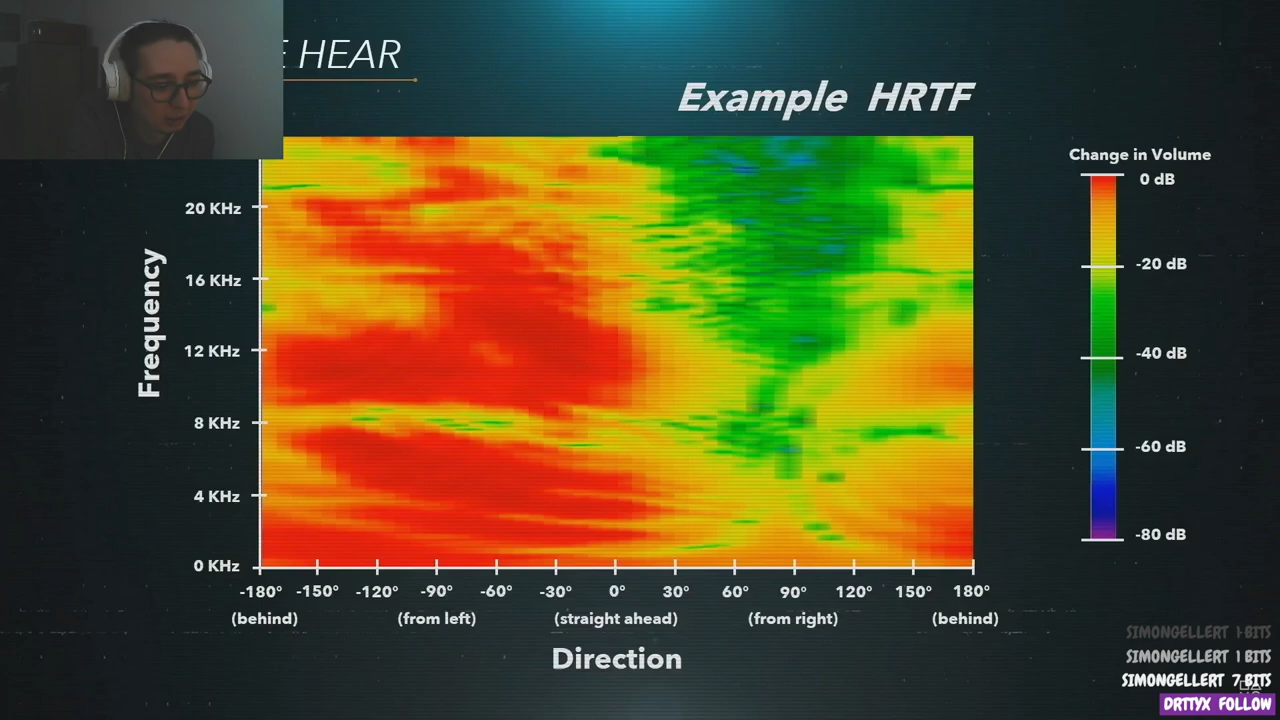 E HEAR
Example HRTF
Change in Volume
0 dB
-20 dB
-40 dB
-60 dB
-80 dB
Frequency
20 KHz
16 KHz
12 KHz
8 KHz
4 KHz
0 KHz
-180° -150° -120° -90° -60° -30° 0° 30° 60° 90° 120° 150° 180°
(behind) (from left) (straight ahead) (from right) (behind)
Direction
SIMONGELLERT 1 BITS
SIMONGELLERT 1 BITS
SIMONGELLERT 7 BITS
DRTTYX FOLLOW